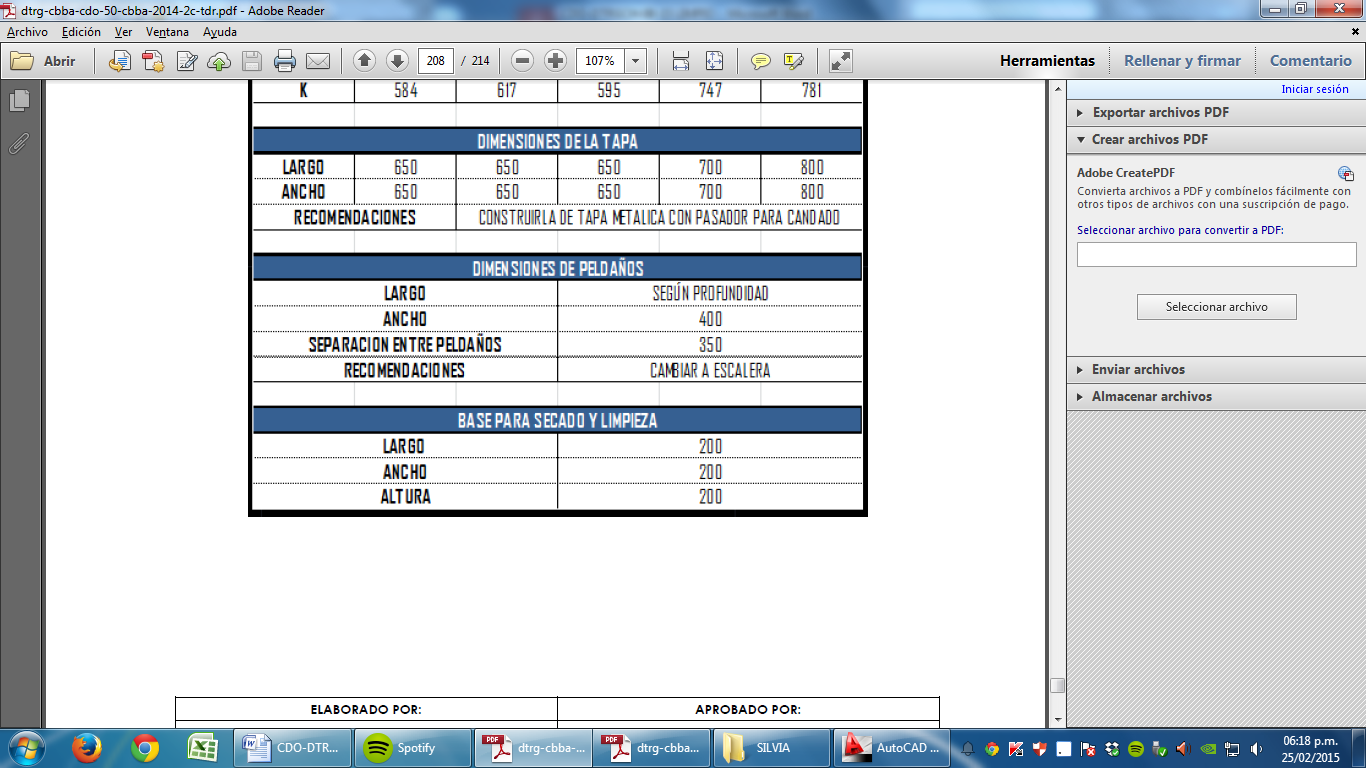 dtrg-cbba-cdo-50-cbba-2014-2c-tdr.pdf - Adobe Reader
Archivo Edición Ver Ventana Ayuda
Abrir 208 / 214 107% Herramientas Rellenar y firmar Comentario
Iniciar sesión
Exportar archivos PDF
Crear archivos PDF
Adobe CreatePDF
Convierta archivos a PDF y combínelos fácilmente con
otros tipos de archivos con una suscripción de pago.
Seleccionar archivo para convertir a PDF:
Seleccionar archivo
Enviar archivos
Almacenar archivos
K 584 617 595 747 781
DIMENSIONES DE LA TAPA
LARGO 650 650 650 700 800
ANCHO 650 650 650 700 800
RECOMENDACIONES CONSTRUIRLA DE TAPA METALICA CON PASADOR PARA CANDADO
DIMENSIONES DE PELDAÑOS
LARGO SEGÚN PROFUNDIDAD
ANCHO 400
SEPARACION ENTRE PELDAÑOS 350
RECOMENDACIONES CAMBIAR A ESCALERA
BASE PARA SECADO Y LIMPIEZA
LARGO 200
ANCHO 200
ALTURA 200
ELABORADO POR: APROBADO POR:
CDO-DTR... Spotify dtrg-cbba-... dtrg-cbba... SILVIA AutoCAD ... 06:18 p.m.
25/02/2015